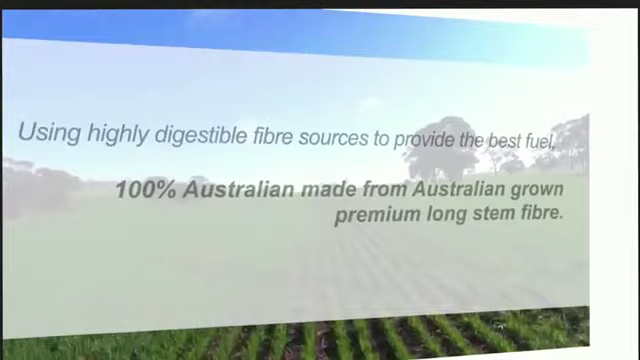 Using highly digestible fibre sources to provide the best fuel,
100% Australian made from Australian grown
premium long stem fibre.